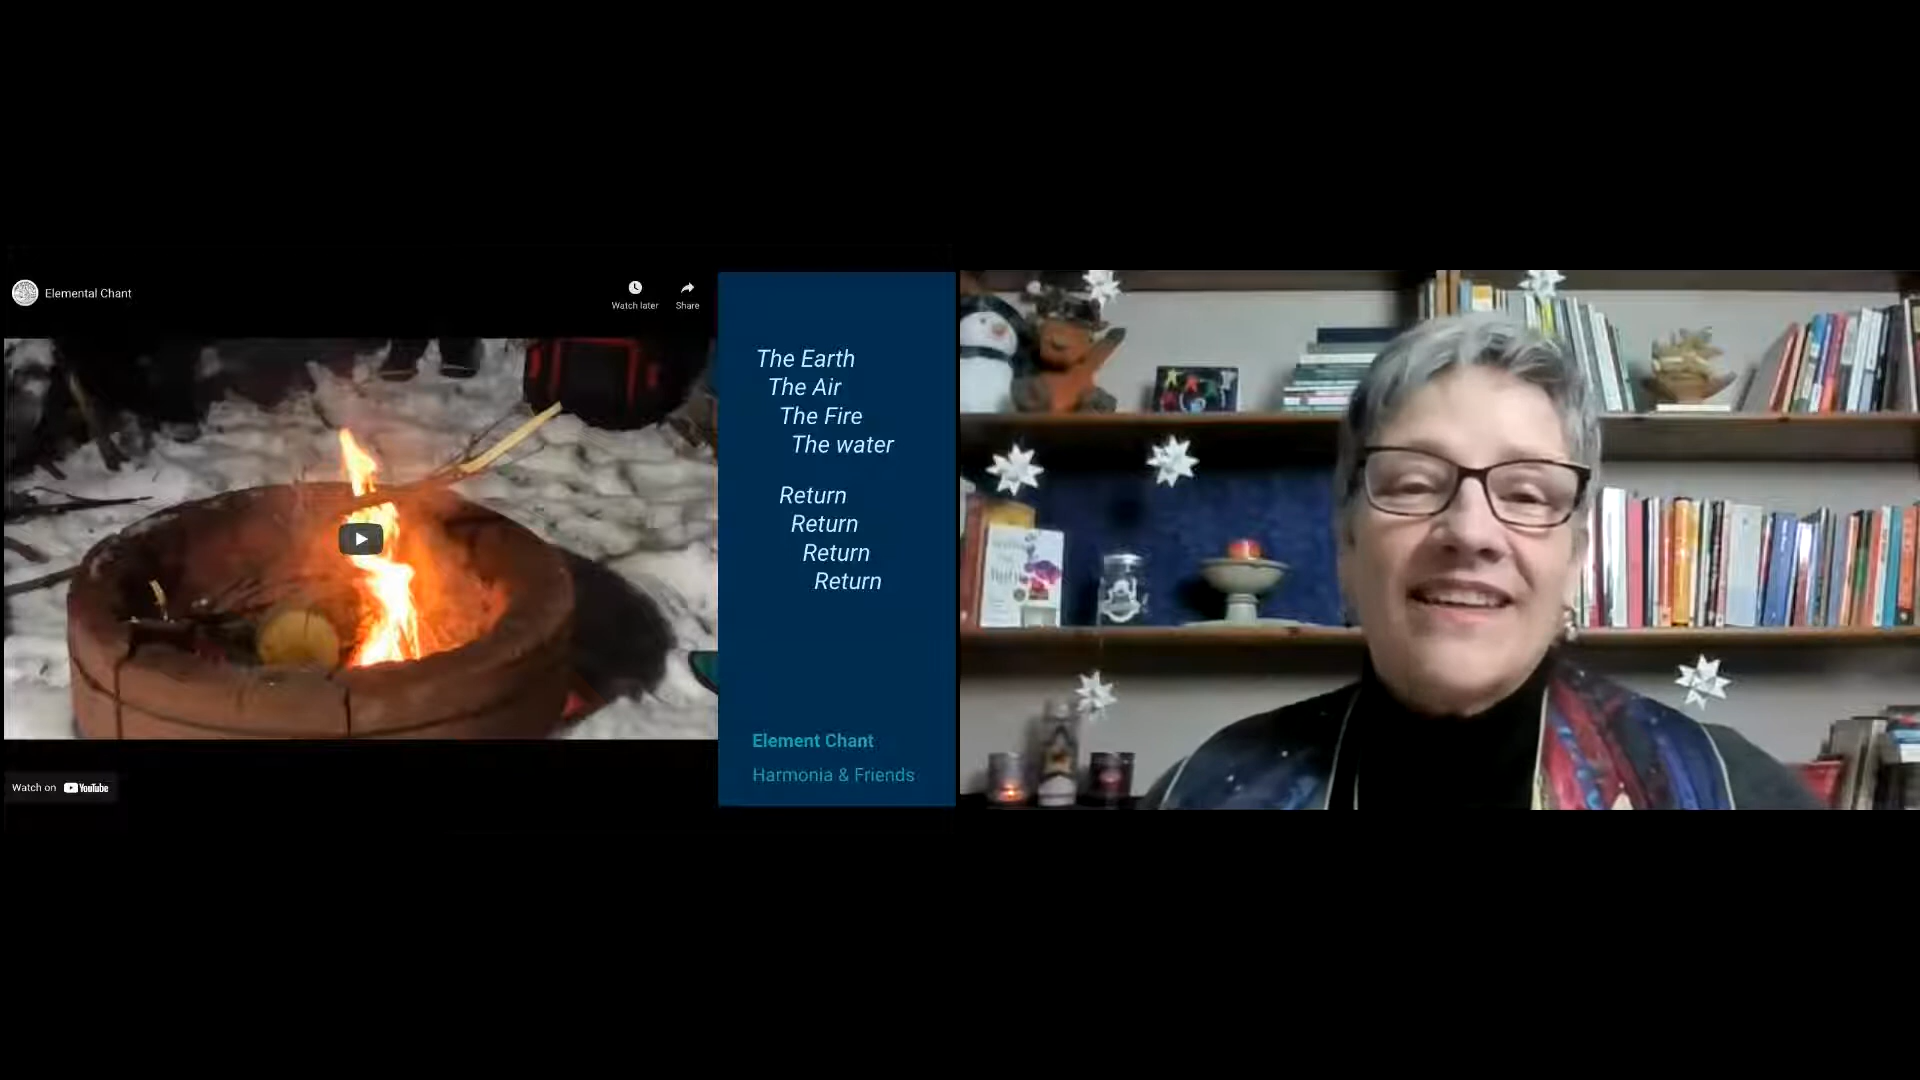 Elemental Chant
Watch later
Share
The Earth
The Air
The Fire
The water
Return
Return
Return
Return
Element Chant
Harmonia & Friends
Watch on YouTube